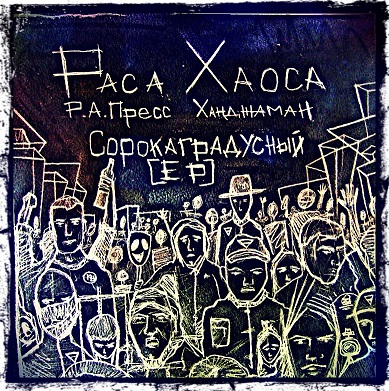 Раса Хаоса
Р.А.Пресс Ханджаман
Сорокаградусный
[EP]